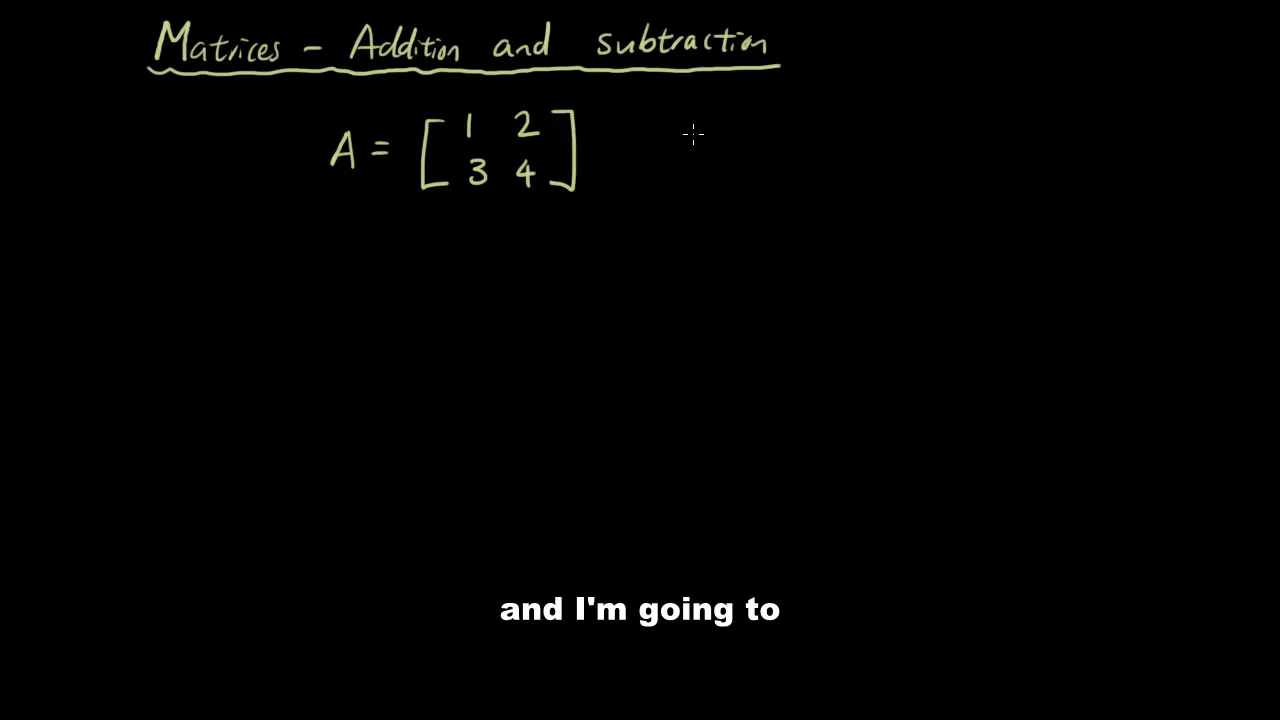 Matrices - Addition and subtraction
A = [ 1 2
3 4 ]
and I'm going to